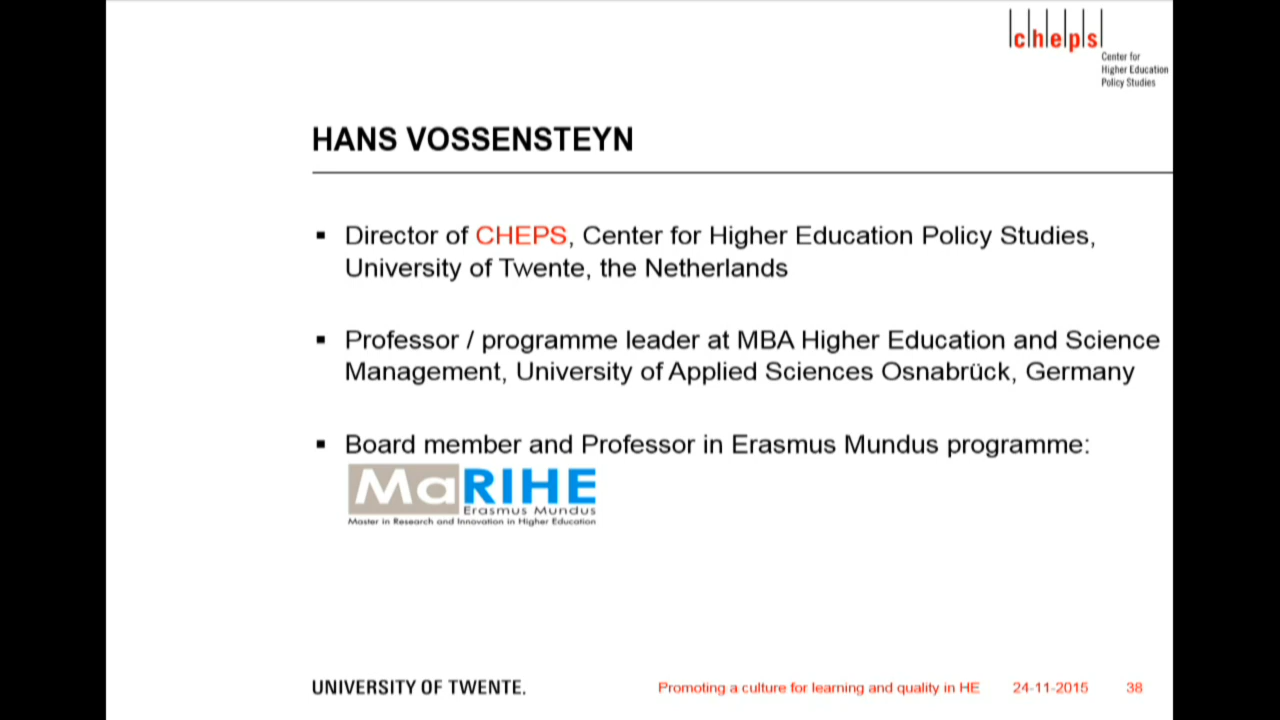 cheps
Center for
Higher Education
Policy Studies
HANS VOSSENSTEYN
▪ Director of CHEPS, Center for Higher Education Policy Studies,
University of Twente, the Netherlands
▪ Professor / programme leader at MBA Higher Education and Science
Management, University of Applied Sciences Osnabrück, Germany
▪ Board member and Professor in Erasmus Mundus programme:
MaRIHE
Erasmus Mundus
Master in Research and Innovation in Higher Education
UNIVERSITY OF TWENTE. Promoting a culture for learning and quality in HE 24-11-2015 38